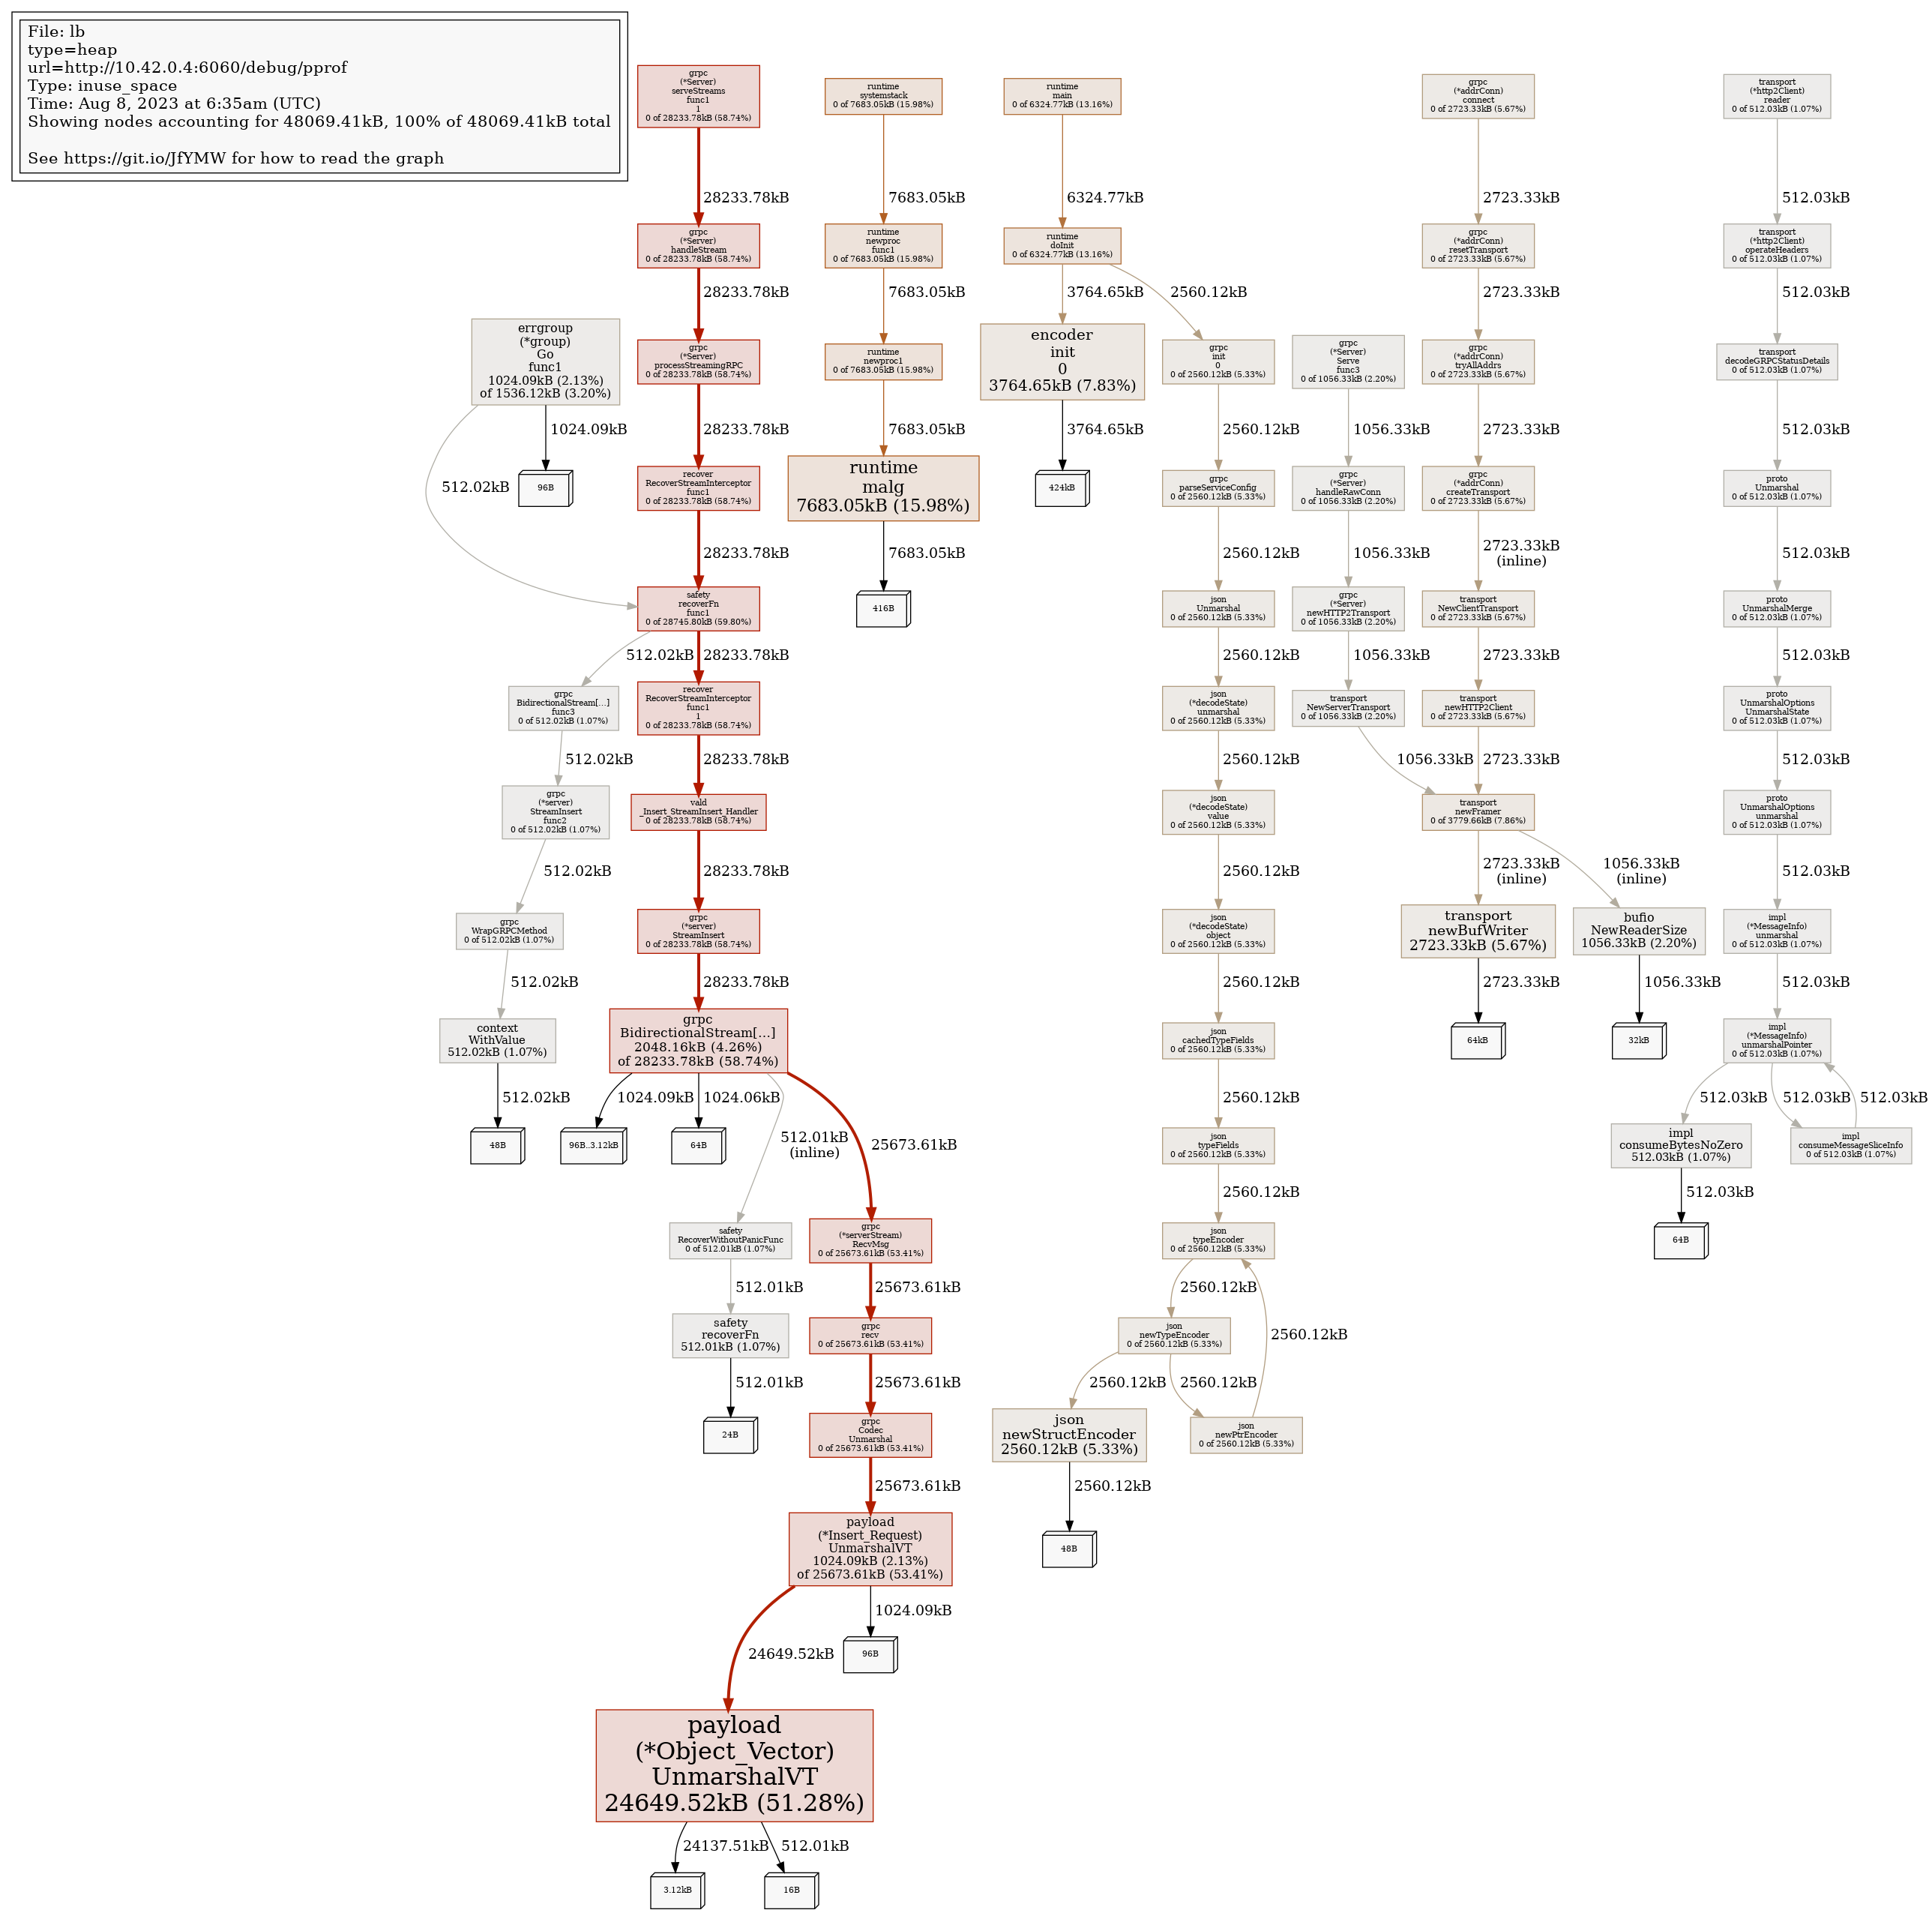 File: lb
type=heap
url=http://10.42.0.4:6060/debug/pprof
Type: inuse_space
Time: Aug 8, 2023 at 6:35am (UTC)
Showing nodes accounting for 48069.41kB, 100% of 48069.41kB total
See https://git.io/JfYMW for how to read the graph
grpc
(*Server)
serveStreams
func1
1
0 of 28233.78kB (58.74%)
runtime
systemstack
0 of 7683.05kB (15.98%)
runtime
main
0 of 6324.77kB (13.16%)
grpc
(*addrConn)
connect
0 of 2723.33kB (5.67%)
transport
(*http2Client)
reader
0 of 512.03kB (1.07%)
28233.78kB
7683.05kB
6324.77kB
2723.33kB
512.03kB
grpc
(*Server)
handleStream
0 of 28233.78kB (58.74%)
runtime
newproc
func1
0 of 7683.05kB (15.98%)
runtime
doInit
0 of 6324.77kB (13.16%)
grpc
(*addrConn)
resetTransport
0 of 2723.33kB (5.67%)
transport
(*http2Client)
operateHeaders
0 of 512.03kB (1.07%)
28233.78kB
7683.05kB
3764.65kB
2560.12kB
2723.33kB
512.03kB
errgroup
(*group)
Go
func1
1024.09kB (2.13%)
of 1536.12kB (3.20%)
grpc
(*Server)
processStreamingRPC
0 of 28233.78kB (58.74%)
runtime
newproc1
0 of 7683.05kB (15.98%)
encoder
init
0
3764.65kB (7.83%)
grpc
init
0
0 of 2560.12kB (5.33%)
grpc
(*Server)
Serve
func3
0 of 1056.33kB (2.20%)
grpc
(*addrConn)
tryAllAddrs
0 of 2723.33kB (5.67%)
transport
decodeGRPCStatusDetails
0 of 512.03kB (1.07%)
1024.09kB
28233.78kB
7683.05kB
3764.65kB
2560.12kB
1056.33kB
2723.33kB
512.03kB
512.02kB
96B
recover
RecoverStreamInterceptor
func1
0 of 28233.78kB (58.74%)
runtime
malg
7683.05kB (15.98%)
424kB
grpc
parseServiceConfig
0 of 2560.12kB (5.33%)
grpc
(*Server)
handleRawConn
0 of 1056.33kB (2.20%)
grpc
(*addrConn)
createTransport
0 of 2723.33kB (5.67%)
proto
Unmarshal
0 of 512.03kB (1.07%)
28233.78kB
7683.05kB
2560.12kB
1056.33kB
2723.33kB
(inline)
512.03kB
safety
recoverFn
func1
0 of 28745.80kB (59.80%)
416B
json
Unmarshal
0 of 2560.12kB (5.33%)
grpc
(*Server)
newHTTP2Transport
0 of 1056.33kB (2.20%)
transport
NewClientTransport
0 of 2723.33kB (5.67%)
proto
UnmarshalMerge
0 of 512.03kB (1.07%)
512.02kB
28233.78kB
2560.12kB
1056.33kB
2723.33kB
512.03kB
grpc
BidirectionalStream[...]
func3
0 of 512.02kB (1.07%)
recover
RecoverStreamInterceptor
func1
1
0 of 28233.78kB (58.74%)
json
(*decodeState)
unmarshal
0 of 2560.12kB (5.33%)
transport
NewServerTransport
0 of 1056.33kB (2.20%)
transport
newHTTP2Client
0 of 2723.33kB (5.67%)
proto
UnmarshalOptions
UnmarshalState
0 of 512.03kB (1.07%)
512.02kB
28233.78kB
2560.12kB
1056.33kB
2723.33kB
512.03kB
grpc
(*server)
StreamInsert
func2
0 of 512.02kB (1.07%)
vald
_Insert_StreamInsert_Handler
0 of 28233.78kB (58.74%)
json
(*decodeState)
value
0 of 2560.12kB (5.33%)
transport
newFramer
0 of 3779.66kB (7.86%)
proto
UnmarshalOptions
unmarshal
0 of 512.03kB (1.07%)
512.02kB
28233.78kB
2560.12kB
2723.33kB
(inline)
1056.33kB
(inline)
512.03kB
grpc
WrapGRPCMethod
0 of 512.02kB (1.07%)
grpc
(*server)
StreamInsert
0 of 28233.78kB (58.74%)
json
(*decodeState)
object
0 of 2560.12kB (5.33%)
transport
newBufWriter
2723.33kB (5.67%)
bufio
NewReaderSize
1056.33kB (2.20%)
impl
(*MessageInfo)
unmarshal
0 of 512.03kB (1.07%)
512.02kB
28233.78kB
2560.12kB
2723.33kB
1056.33kB
512.03kB
context
WithValue
512.02kB (1.07%)
grpc
BidirectionalStream[...]
2048.16kB (4.26%)
of 28233.78kB (58.74%)
json
cachedTypeFields
0 of 2560.12kB (5.33%)
64kB
32kB
impl
(*MessageInfo)
unmarshalPointer
0 of 512.03kB (1.07%)
512.02kB
1024.09kB
1024.06kB
512.01kB
(inline)
25673.61kB
2560.12kB
512.03kB
512.03kB
512.03kB
48B
96B..3.12kB
64B
json
typeFields
0 of 2560.12kB (5.33%)
impl
consumeBytesNoZero
512.03kB (1.07%)
impl
consumeMessageSliceInfo
0 of 512.03kB (1.07%)
2560.12kB
512.03kB
safety
RecoverWithoutPanicFunc
0 of 512.01kB (1.07%)
grpc
(*serverStream)
RecvMsg
0 of 25673.61kB (53.41%)
json
typeEncoder
0 of 2560.12kB (5.33%)
64B
512.01kB
25673.61kB
2560.12kB
2560.12kB
safety
recoverFn
512.01kB (1.07%)
grpc
recv
0 of 25673.61kB (53.41%)
json
newTypeEncoder
0 of 2560.12kB (5.33%)
512.01kB
25673.61kB
2560.12kB
2560.12kB
24B
grpc
Codec
Unmarshal
0 of 25673.61kB (53.41%)
json
newStructEncoder
2560.12kB (5.33%)
json
newPtrEncoder
0 of 2560.12kB (5.33%)
25673.61kB
2560.12kB
payload
(*Insert_Request)
UnmarshalVT
1024.09kB (2.13%)
of 25673.61kB (53.41%)
48B
24649.52kB
1024.09kB
96B
payload
(*Object_Vector)
UnmarshalVT
24649.52kB (51.28%)
24137.51kB
512.01kB
3.12kB
16B